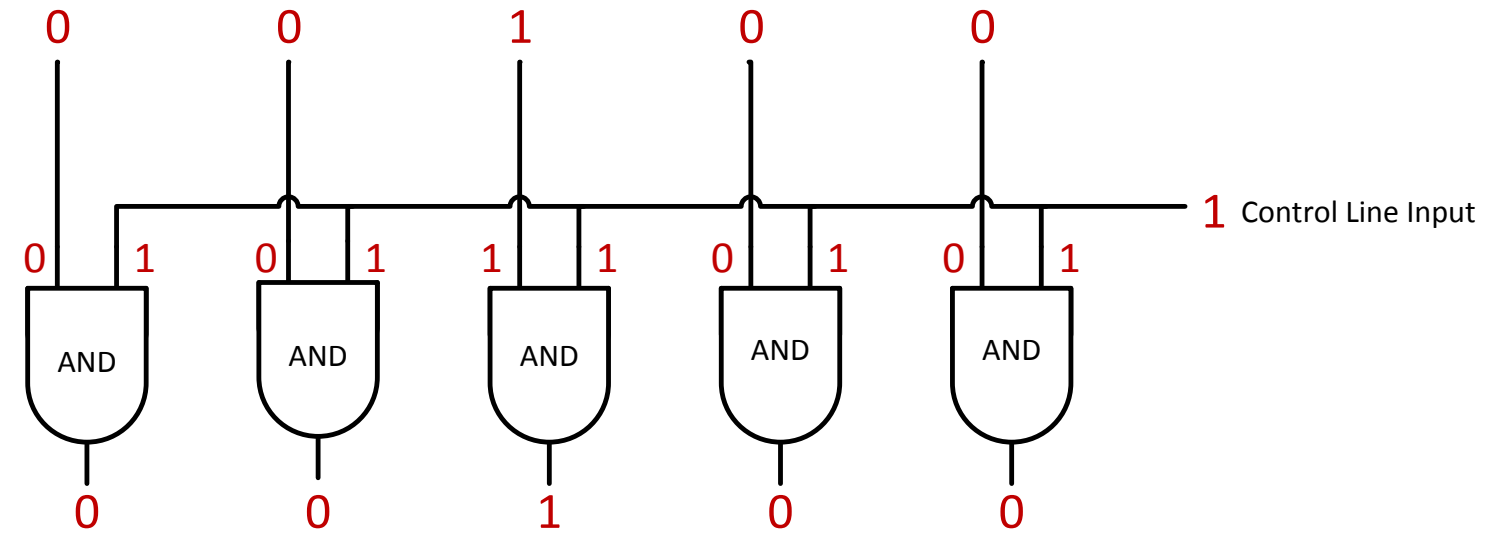 0 0 1 0 0
1 Control Line Input
0 1 0 1 1 1 0 1 0 1
AND AND AND AND AND
0 0 1 0 0